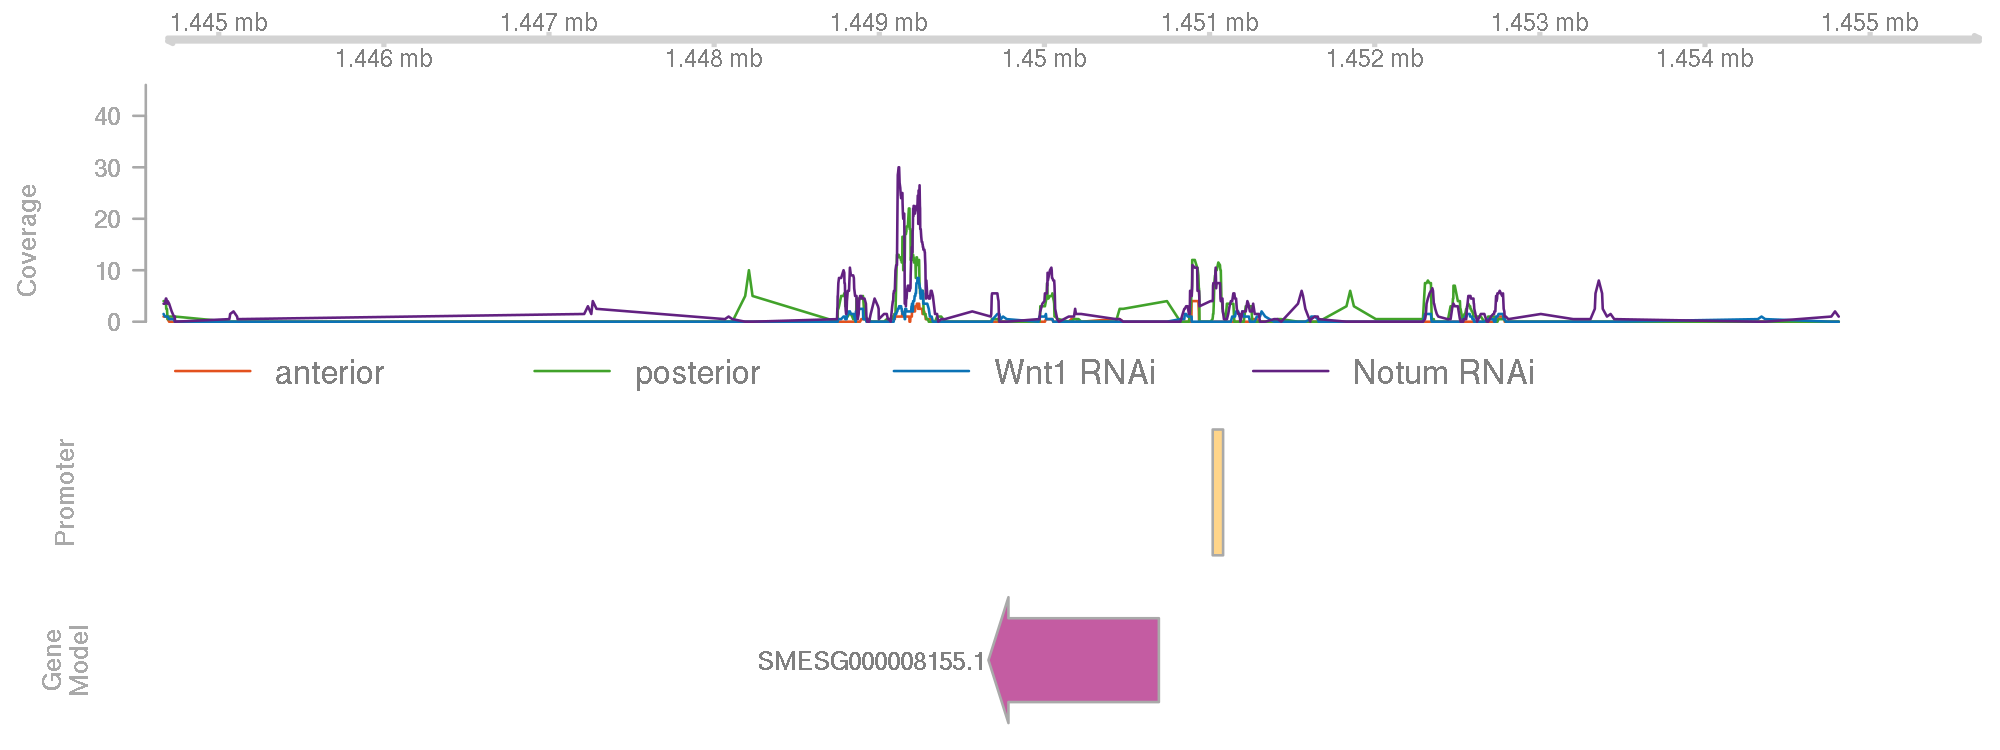 1.445 mb 1.447 mb 1.449 mb 1.451 mb 1.453 mb 1.455 mb
1.446 mb 1.448 mb 1.45 mb 1.452 mb 1.454 mb
Coverage
40
30
20
10
0
anterior posterior Wnt1 RNAi Notum RNAi
Promoter
Gene
Model
SMESG000008155.1